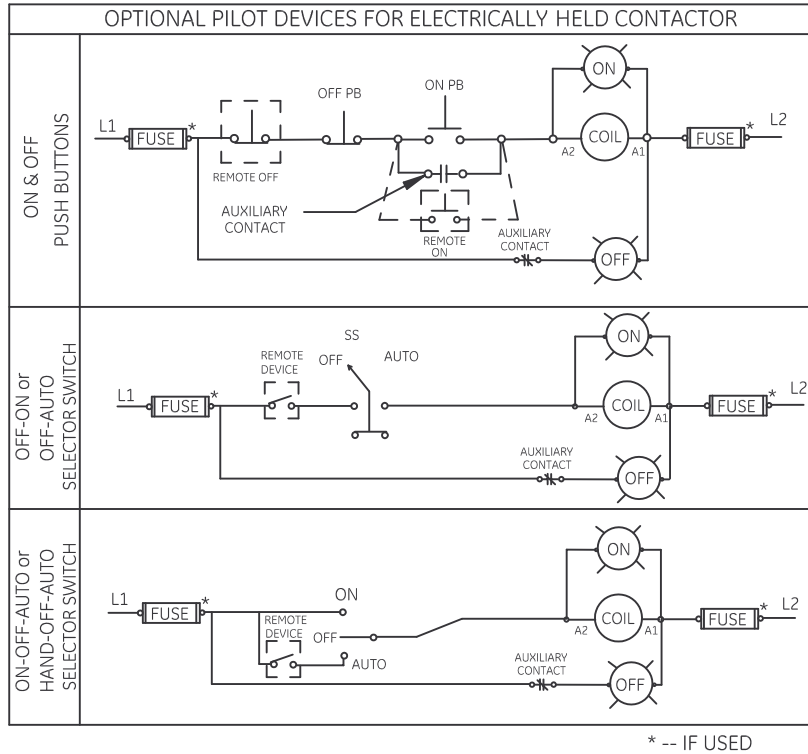 OPTIONAL PILOT DEVICES FOR ELECTRICALLY HELD CONTACTOR
ON & OFF
PUSH BUTTONS
L1
FUSE
*
REMOTE OFF
OFF PB
ON PB
AUXILIARY
CONTACT
REMOTE
ON
AUXILIARY
CONTACT
ON
COIL
A2
A1
OFF
FUSE
*
L2
OFF-ON or
OFF-AUTO
SELECTOR SWITCH
L1
FUSE
*
REMOTE
DEVICE
SS
OFF
AUTO
AUXILIARY
CONTACT
ON
COIL
A2
A1
OFF
FUSE
*
L2
ON-OFF-AUTO or
HAND-OFF-AUTO
SELECTOR SWITCH
L1
FUSE
*
REMOTE
DEVICE
ON
OFF
AUTO
AUXILIARY
CONTACT
ON
COIL
A2
A1
OFF
FUSE
*
L2
* -- IF USED